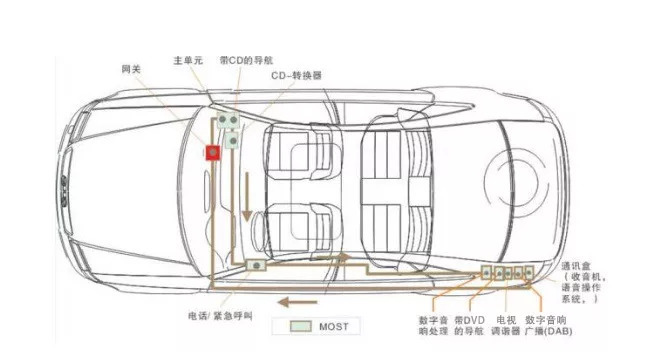 主单元
带CD的导航
网关
CD-转换器
通讯盒
(收音机,
语音操作
系统,)
电话/紧急呼叫
MOST
数字音
响处理
带DVD
的导航
电视
调谐器
数字音响
广播(DAB)